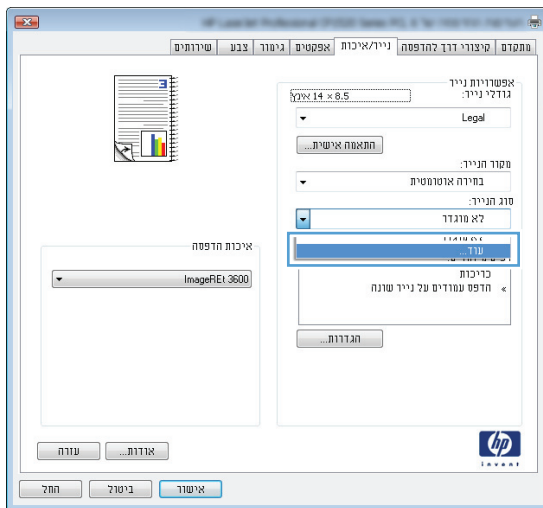 מתקדם קיצורי דרך להדפסה נייר/איכות אפקטים גימור צבע שירותים
אפשרויות נייר
גודלי נייר:
8.5 × 14 אינץ
Legal
התאמה אישית...
מקור הנייר:
בחירה אוטומטית
סוג הנייר:
לא מוגדר
עוד...
כריכות
הדפס עמודים על נייר שונה
הגדרות...
איכות הדפסה
ImageREt 3600
hp
invent
אודות...
עזרה
אישור
ביטול
החל